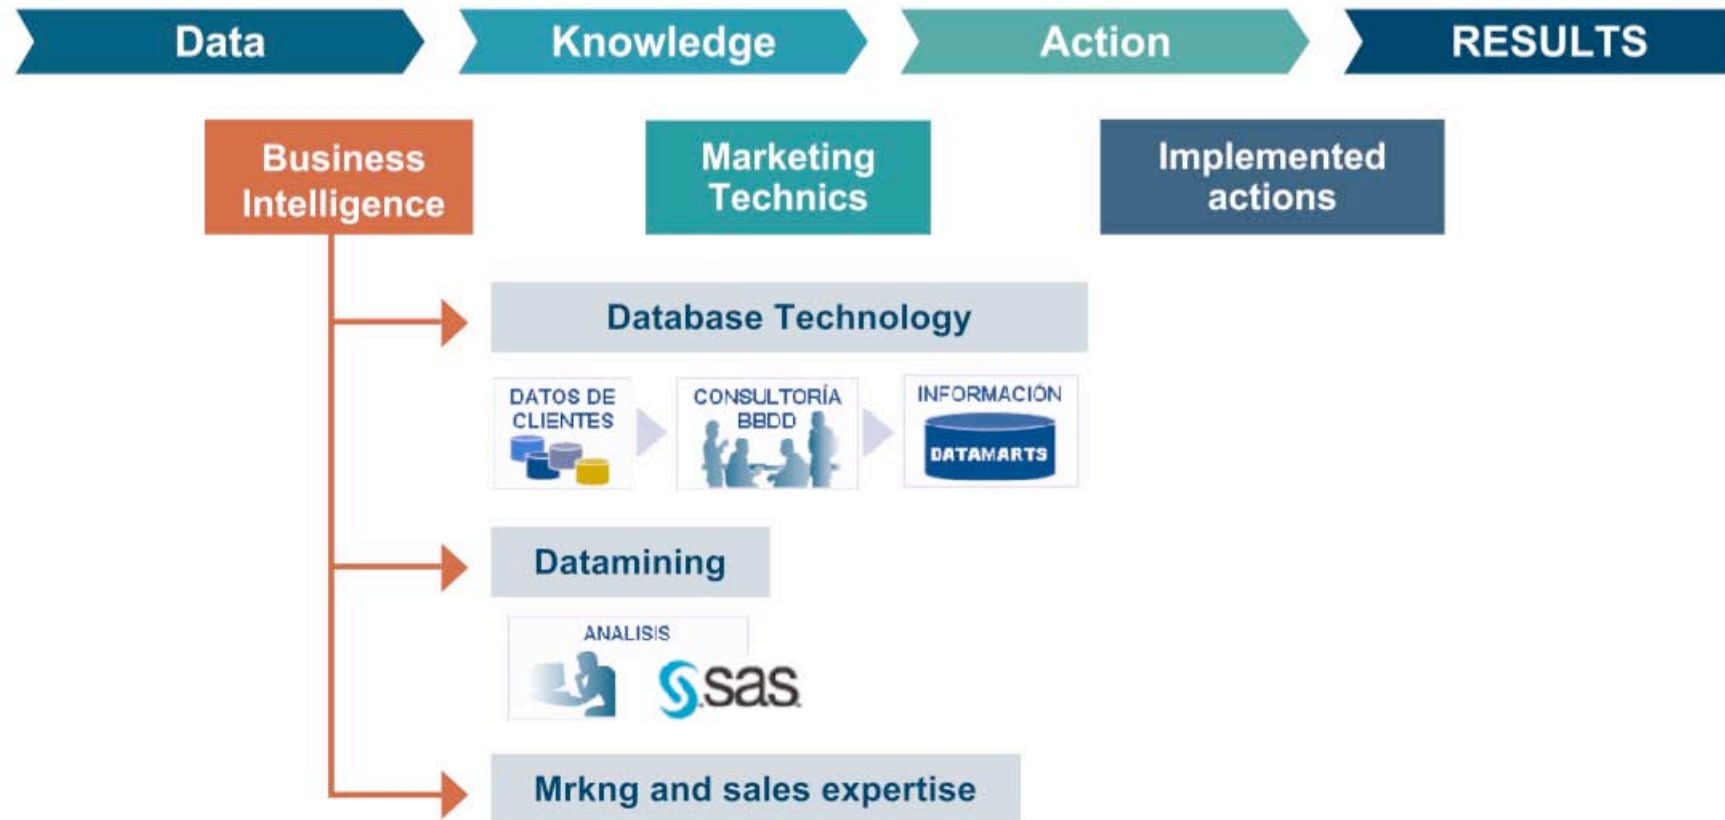 Data
Knowledge
Action
RESULTS
Business
Intelligence
Marketing
Technics
Implemented
actions
Database Technology
DATOS DE
CLIENTES
CONSULTORÍA
BBDD
INFORMACIÓN
DATAMARTS
Datamining
ANALISIS
sas
Mrkng and sales expertise